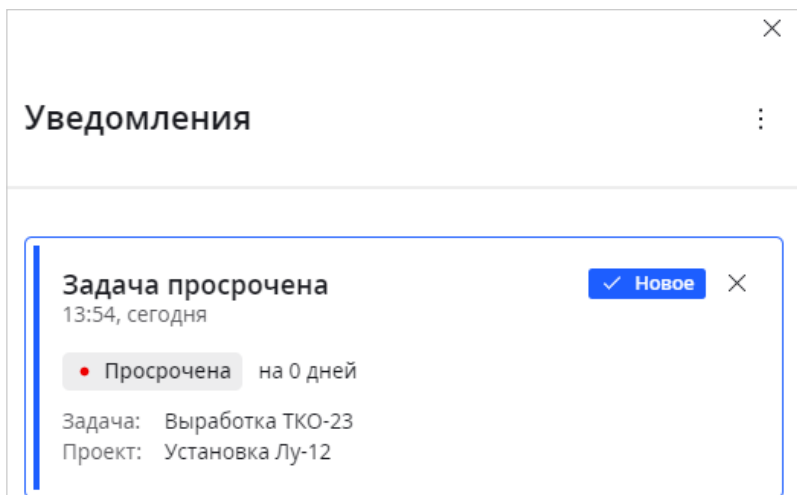 Уведомления
Задача просрочена
Новое
13:54, сегодня
Просрочена на 0 дней
Задача: Выработка ТКО-23
Проект: Установка Лу-12